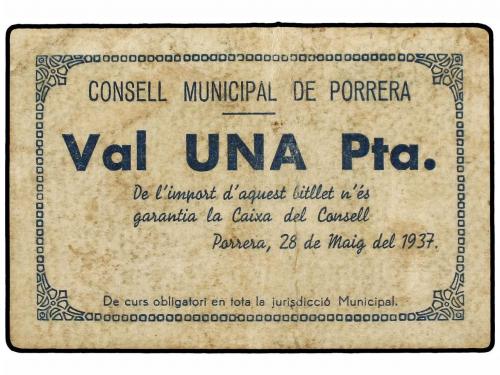 CONSELL MUNICIPAL DE PORRERA
Val UNA Pta.
De l'import d'aquest bitllet n'és
garantia la Caixa del Consell
Porrera, 28 de Maig del 1937.
De curs obligatori en tota la jurisdicció Municipal.